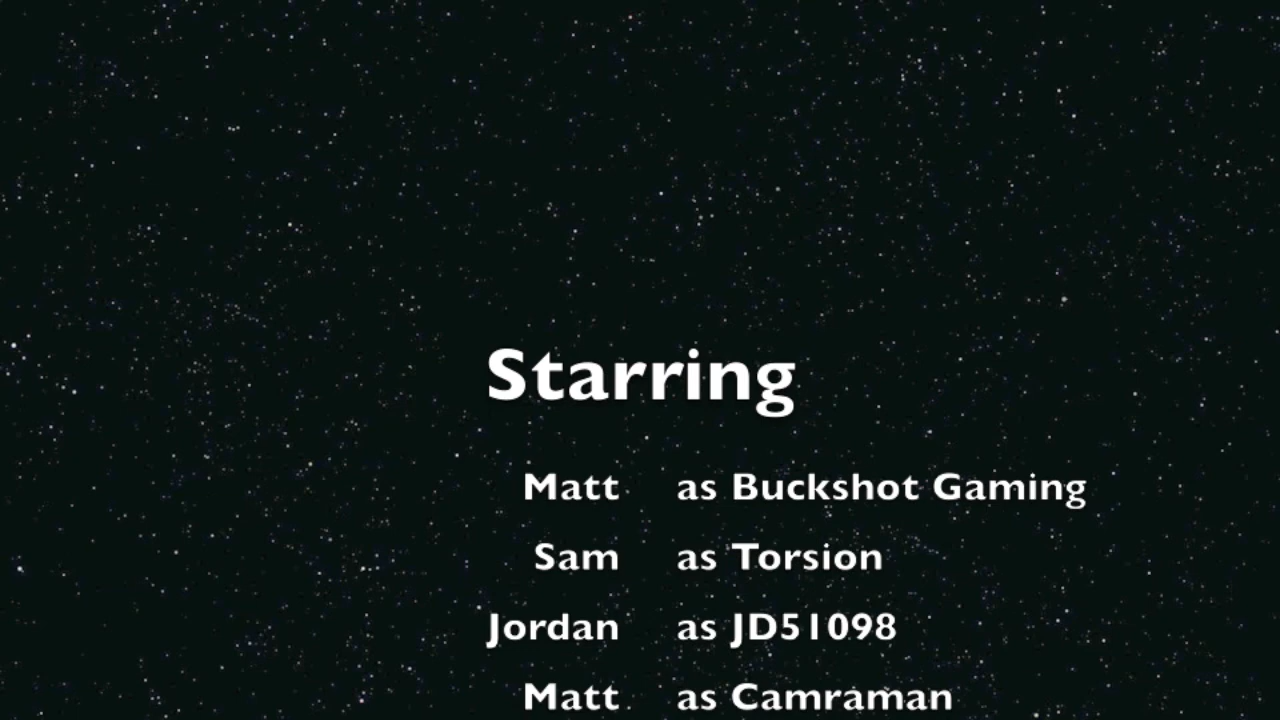 Starring
Matt as Buckshot Gaming
Sam as Torsion
Jordan as JD51098
Matt as Camraman